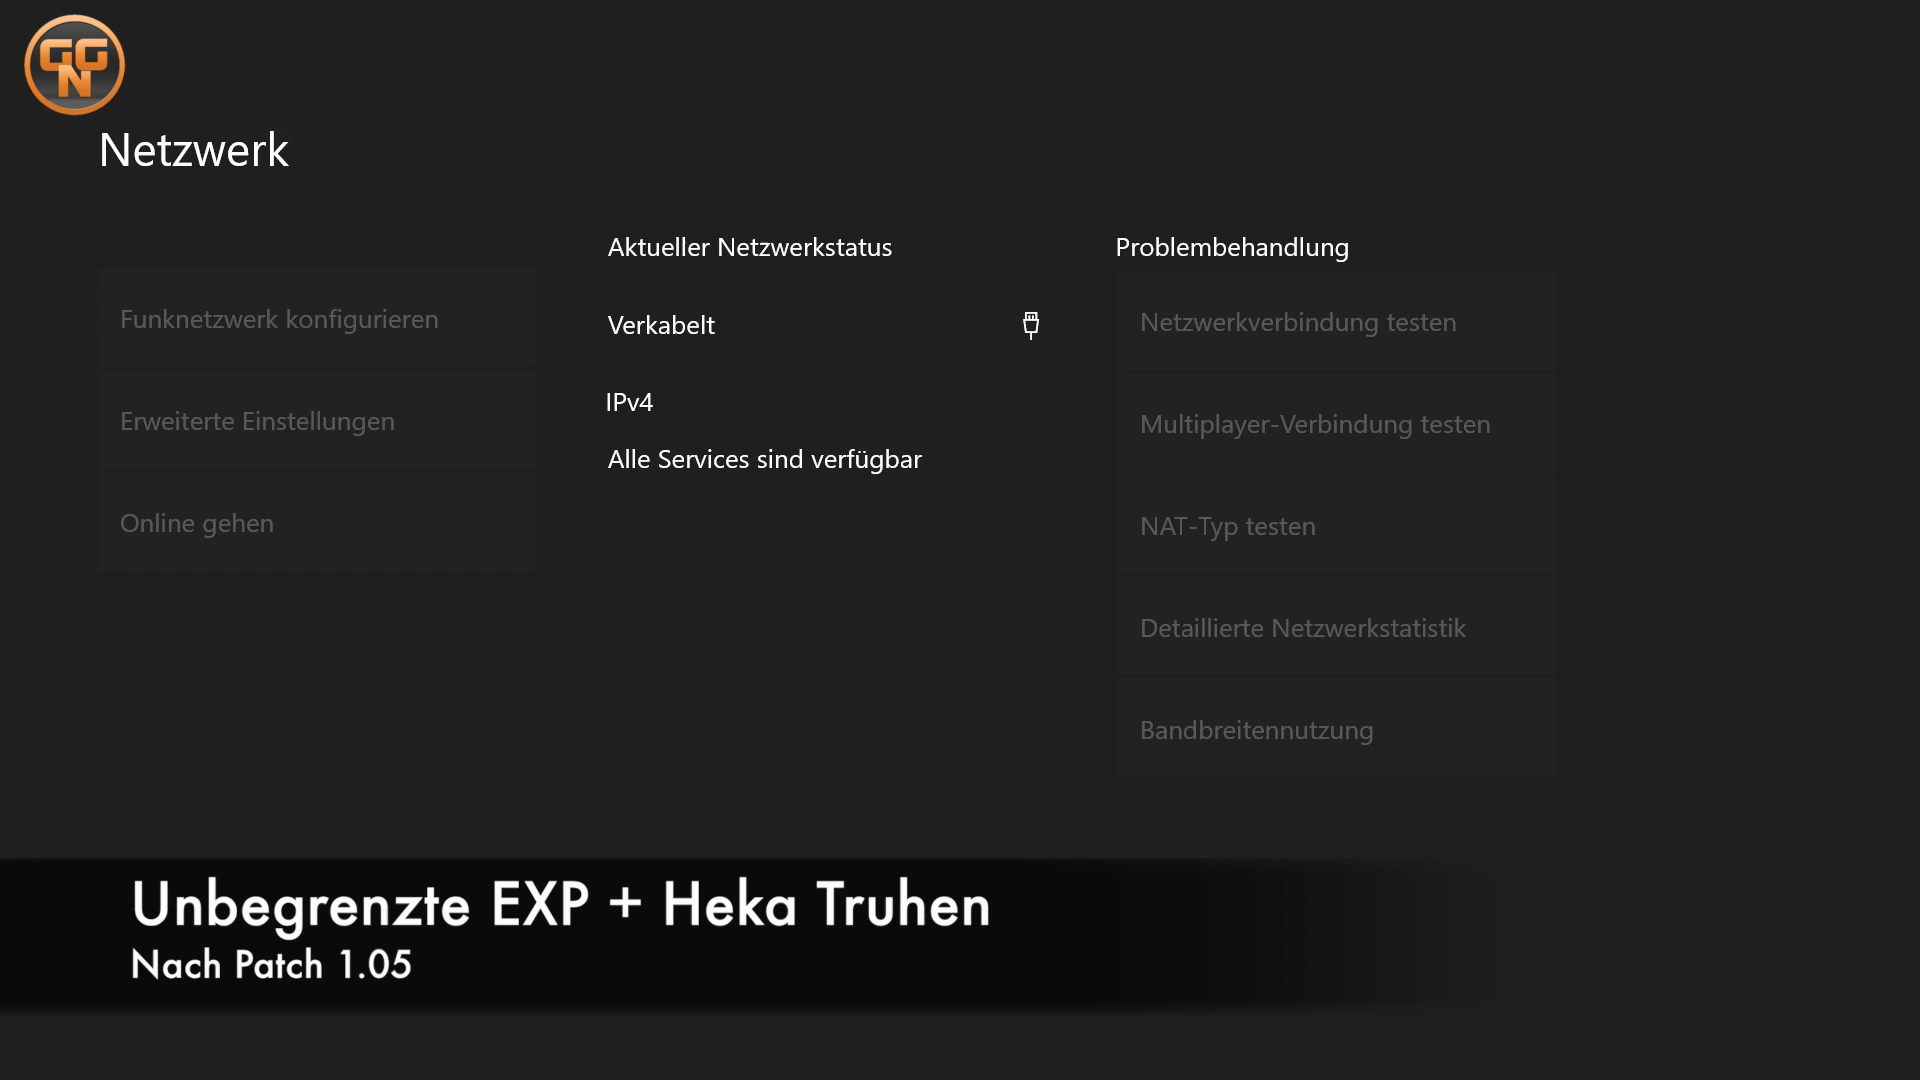 GGN
Netzwerk
Funknetzwerk konfigurieren
Erweiterte Einstellungen
Online gehen
Aktueller Netzwerkstatus
Verkabelt
IPv4
Alle Services sind verfügbar
Problembehandlung
Netzwerkverbindung testen
Multiplayer-Verbindung testen
NAT-Typ testen
Detaillierte Netzwerkstatistik
Bandbreitennutzung
Unbegrenzte EXP + Heka Truhen
Nach Patch 1.05